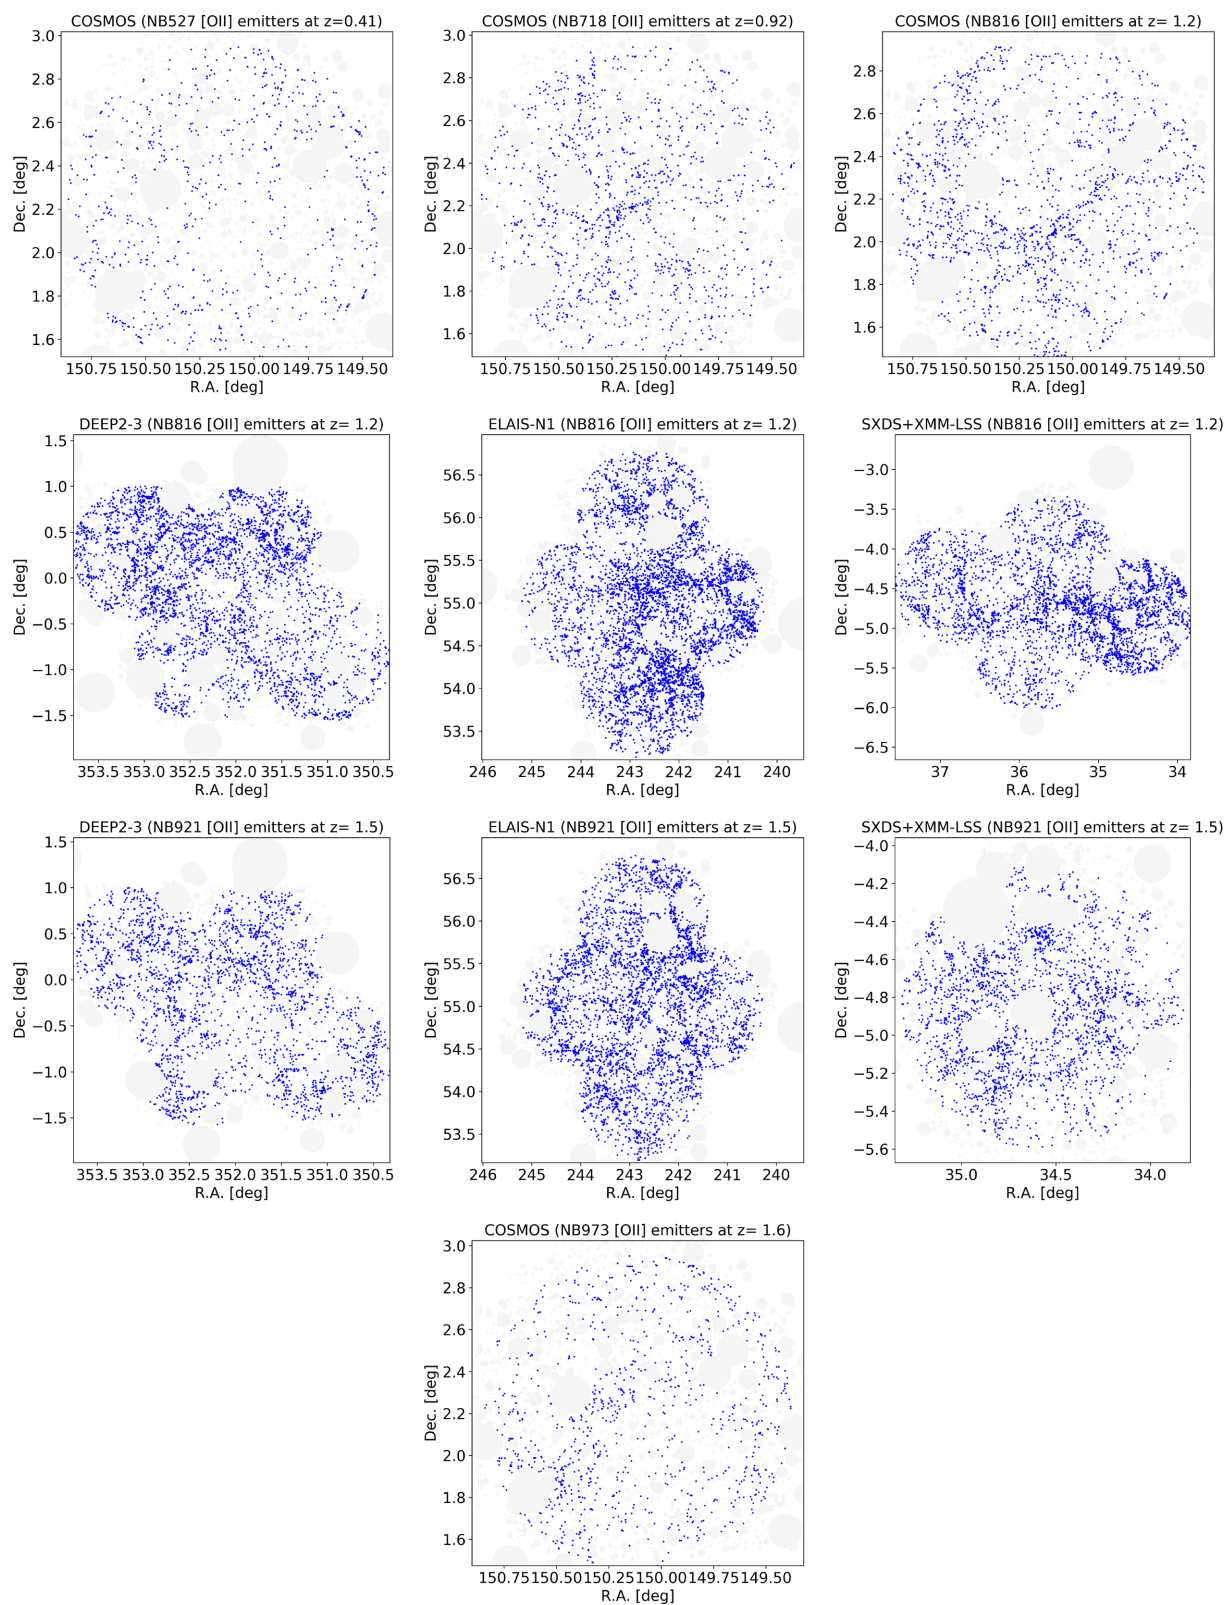 COSMOS (NB527 [OII] emitters at z=0.41)
3.0
2.8
2.6
2.4
2.2
2.0
1.8
1.6
Dec. [deg]
150.75 150.50 150.25 150.00 149.75 149.50
R.A. [deg]
COSMOS (NB718 [OII] emitters at z=0.92)
3.0
2.8
2.6
2.4
2.2
2.0
1.8
1.6
Dec. [deg]
150.75 150.50 150.25 150.00 149.75 149.50
R.A. [deg]
COSMOS (NB816 [OII] emitters at z= 1.2)
2.8
2.6
2.4
2.2
2.0
1.8
1.6
Dec. [deg]
150.75 150.50 150.25 150.00 149.75 149.50
R.A. [deg]
DEEP2-3 (NB816 [OII] emitters at z= 1.2)
1.5
1.0
0.5
0.0
−0.5
−1.0
−1.5
Dec. [deg]
353.5 353.0 352.5 352.0 351.5 351.0 350.5
R.A. [deg]
ELAIS-N1 (NB816 [OII] emitters at z= 1.2)
56.5
56.0
55.5
55.0
54.5
54.0
53.5
Dec. [deg]
246 245 244 243 242 241 240
R.A. [deg]
SXDS+XMM-LSS (NB816 [OII] emitters at z= 1.2)
−3.0
−3.5
−4.0
−4.5
−5.0
−5.5
−6.0
−6.5
Dec. [deg]
37 36 35 34
R.A. [deg]
DEEP2-3 (NB921 [OII] emitters at z= 1.5)
1.5
1.0
0.5
0.0
−0.5
−1.0
−1.5
Dec. [deg]
353.5 353.0 352.5 352.0 351.5 351.0 350.5
R.A. [deg]
ELAIS-N1 (NB921 [OII] emitters at z= 1.5)
56.5
56.0
55.5
55.0
54.5
54.0
53.5
Dec. [deg]
246 245 244 243 242 241 240
R.A. [deg]
SXDS+XMM-LSS (NB921 [OII] emitters at z= 1.5)
−4.0
−4.2
−4.4
−4.6
−4.8
−5.0
−5.2
−5.4
−5.6
Dec. [deg]
35.0 34.5 34.0
R.A. [deg]
COSMOS (NB973 [OII] emitters at z= 1.6)
3.0
2.8
2.6
2.4
2.2
2.0
1.8
1.6
Dec. [deg]
150.75 150.50 150.25 150.00 149.75 149.50
R.A. [deg]